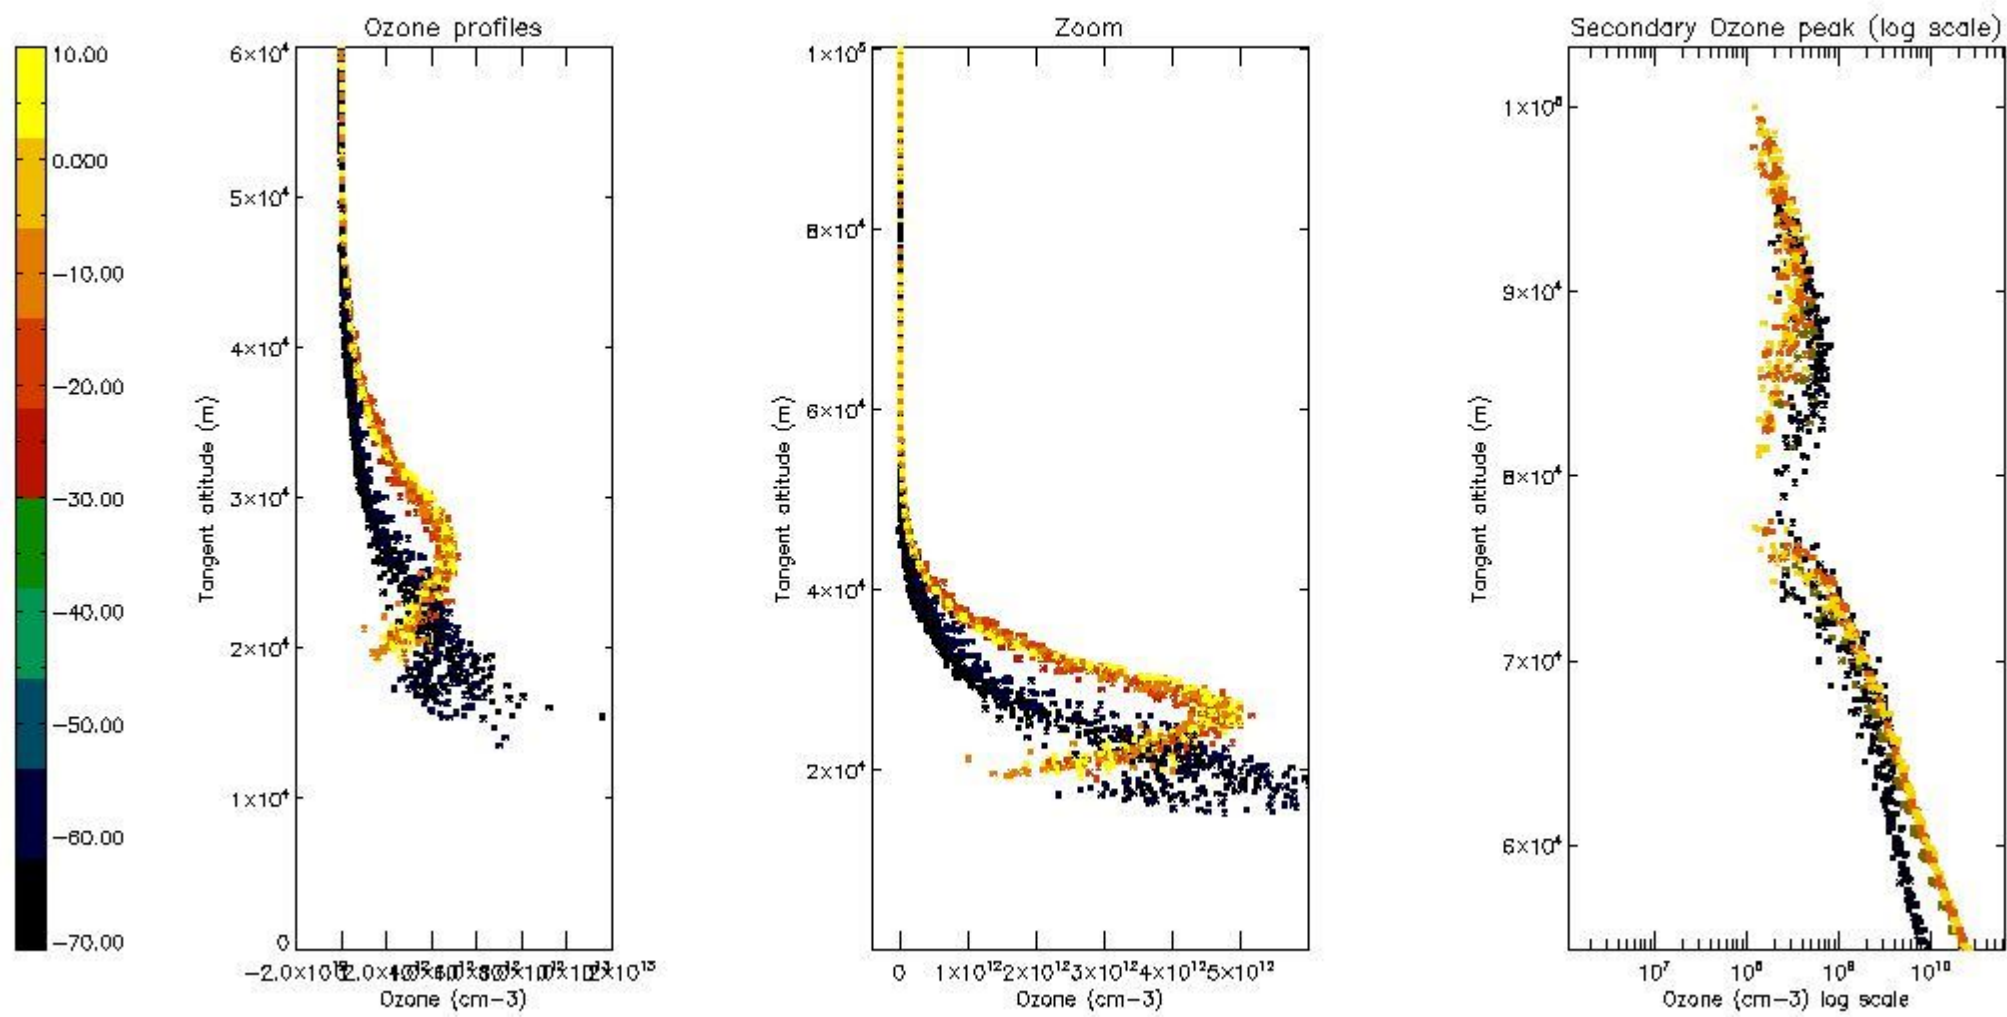 Ozone profiles
Zoom
Secondary Ozone peak (log scale)
10.00
0.000
−10.00
−20.00
−30.00
−40.00
−50.00
−60.00
−70.00
6×10⁴
5×10⁴
4×10⁴
3×10⁴
2×10⁴
1×10⁴
0
Tangent altitude (m)
Ozone (cm−3)
1×10⁵
8×10⁴
6×10⁴
4×10⁴
2×10⁴
Tangent altitude (m)
0 1×10¹² 2×10¹² 3×10¹² 4×10¹² 5×10¹²
Ozone (cm−3)
9×10⁴
8×10⁴
7×10⁴
6×10⁴
Tangent altitude (m)
10⁷ 10⁸ 10⁹ 10¹⁰
Ozone (cm−3) log scale